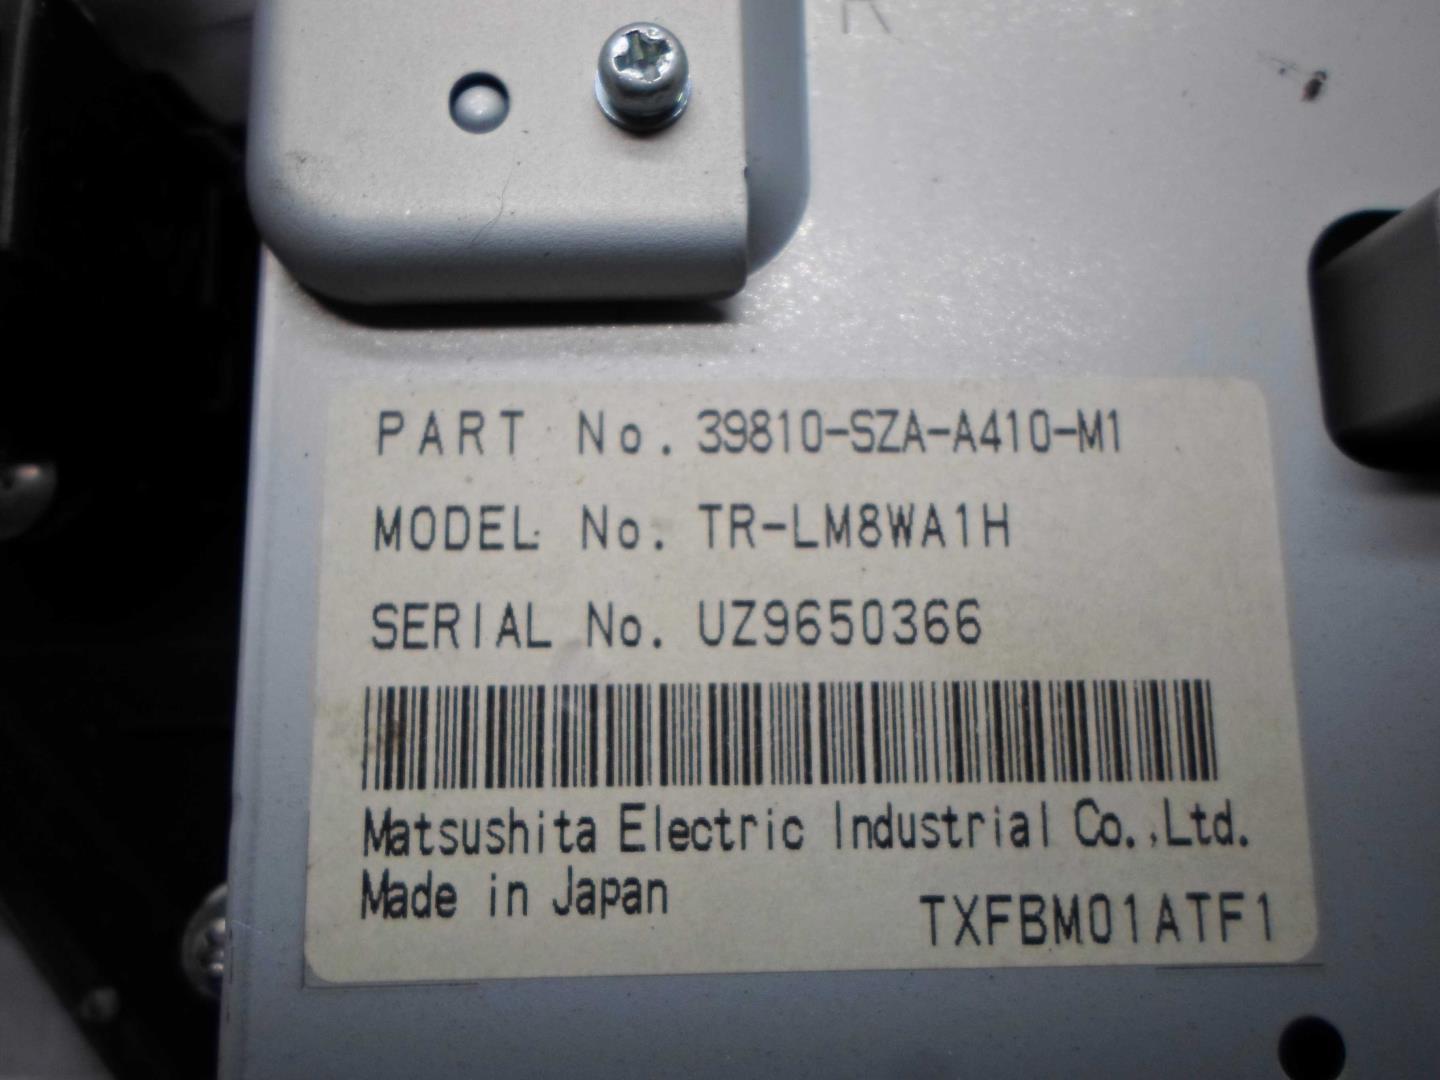 PART No. 39810-SZA-A410-M1
MODEL No. TR-LM8WA1H
SERIAL No. UZ9650366
Matsushita Electric Industrial Co.,Ltd.
Made in Japan
TXFBM01ATF1